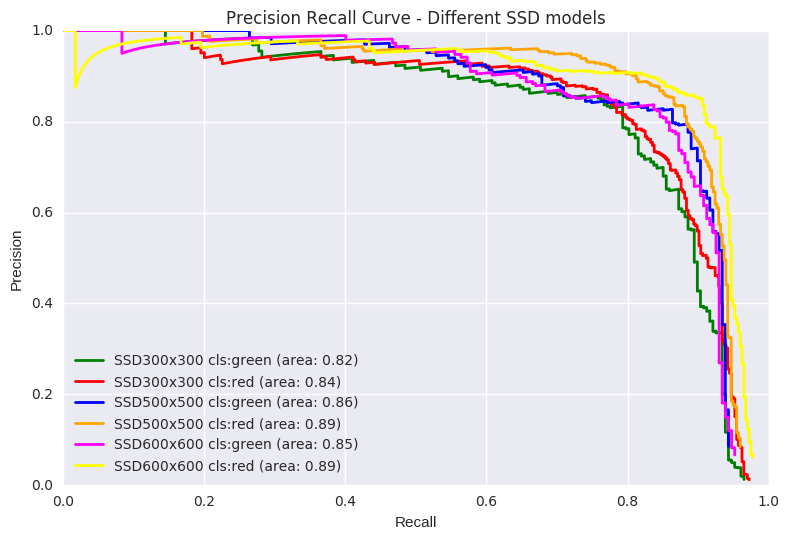 Precision Recall Curve - Different SSD models
1.0
0.8
0.6
0.4
0.2
0.0
Precision
SSD300x300 cls:green (area: 0.82)
SSD300x300 cls:red (area: 0.84)
SSD500x500 cls:green (area: 0.86)
SSD500x500 cls:red (area: 0.89)
SSD600x600 cls:green (area: 0.85)
SSD600x600 cls:red (area: 0.89)
0.0 0.2 0.4 0.6 0.8 1.0
Recall